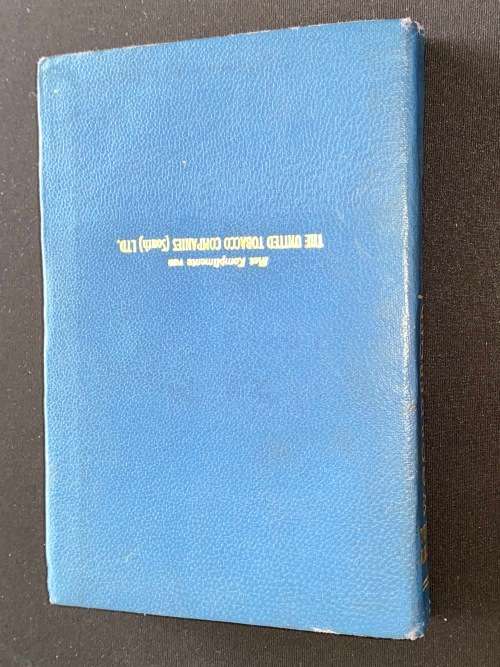 Met Komplimente van
THE UNITED TOBACCO COMPANIES (South) LTD.